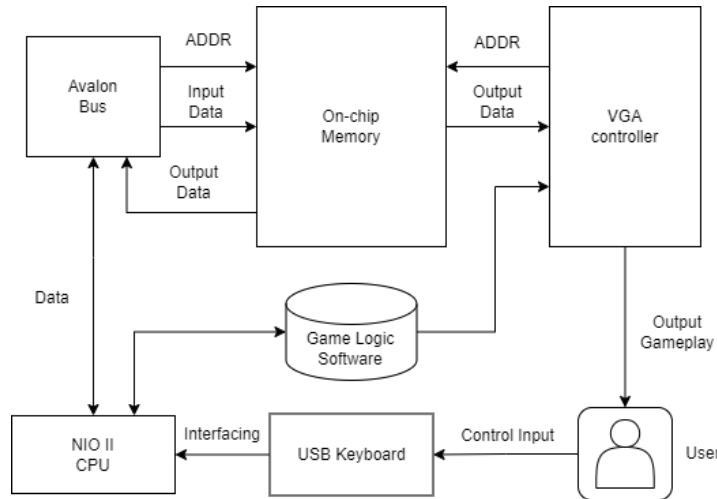 ADDR
ADDR
Avalon
Bus
Input
Data
On-chip
Memory
Output
Data
VGA
controller
Output
Data
Data
Game Logic
Software
Output
Gameplay
NIO II
CPU
Interfacing
USB Keyboard
Control Input
User